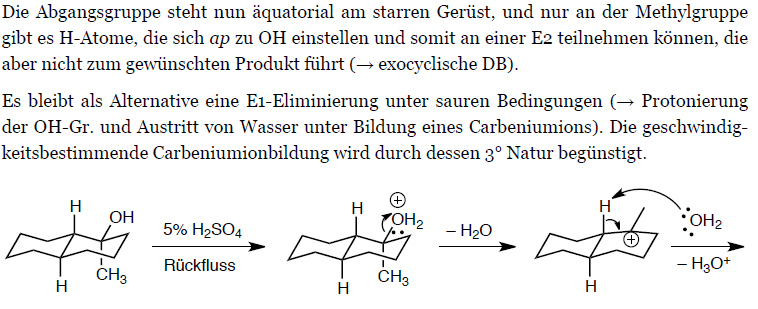 Die Abgangsgruppe steht nun äquatorial am starren Gerüst, und nur an der Methylgruppe
gibt es H-Atome, die sich ap zu OH einstellen und somit an einer E2 teilnehmen können, die
aber nicht zum gewünschten Produkt führt (→ exocyclische DB).
Es bleibt als Alternative eine E1-Eliminierung unter sauren Bedingungen (→ Protonierung
der OH-Gr. und Austritt von Wasser unter Bildung eines Carbeniumions). Die geschwindig-
keitsbestimmende Carbeniumionbildung wird durch dessen 3° Natur begünstigt.
H
OH
CH₃
H
5% H₂SO₄
Rückfluss
H
⊕
OH₂
CH₃
H
– H₂O
H
⊕
H
OH₂
– H₃O⁺